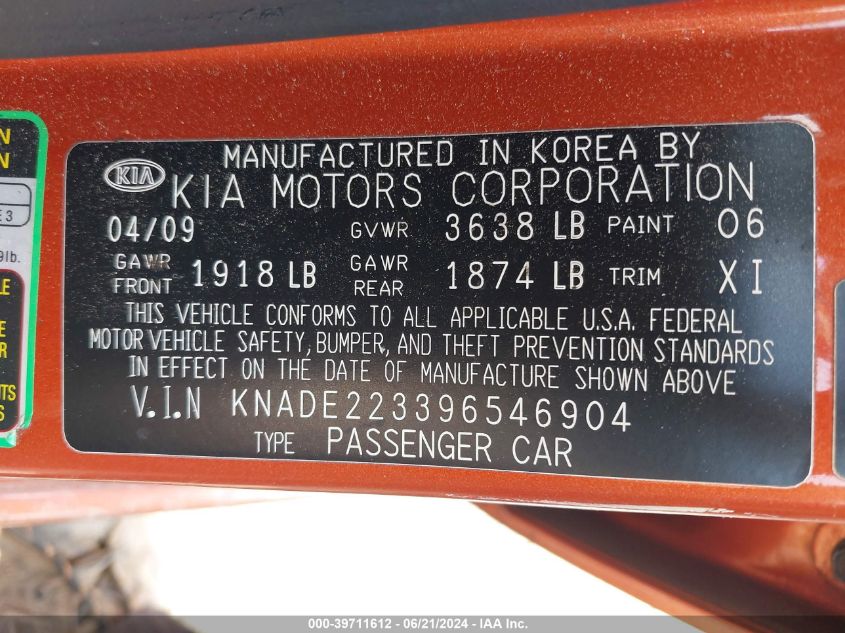 MANUFACTURED IN KOREA BY
KIA KIA MOTORS CORPORATION
04/09 GVWR 3638 LB PAINT 06
GAWR FRONT 1918 LB GAWR REAR 1874 LB TRIM XI
THIS VEHICLE CONFORMS TO ALL APPLICABLE U.S.A. FEDERAL
MOTOR VEHICLE SAFETY, BUMPER, AND THEFT PREVENTION STANDARDS
IN EFFECT ON THE DATE OF MANUFACTURE SHOWN ABOVE
V.I.N KNADE223396546904
TYPE PASSENGER CAR
000-39711612 - 06/21/2024 - IAA Inc.